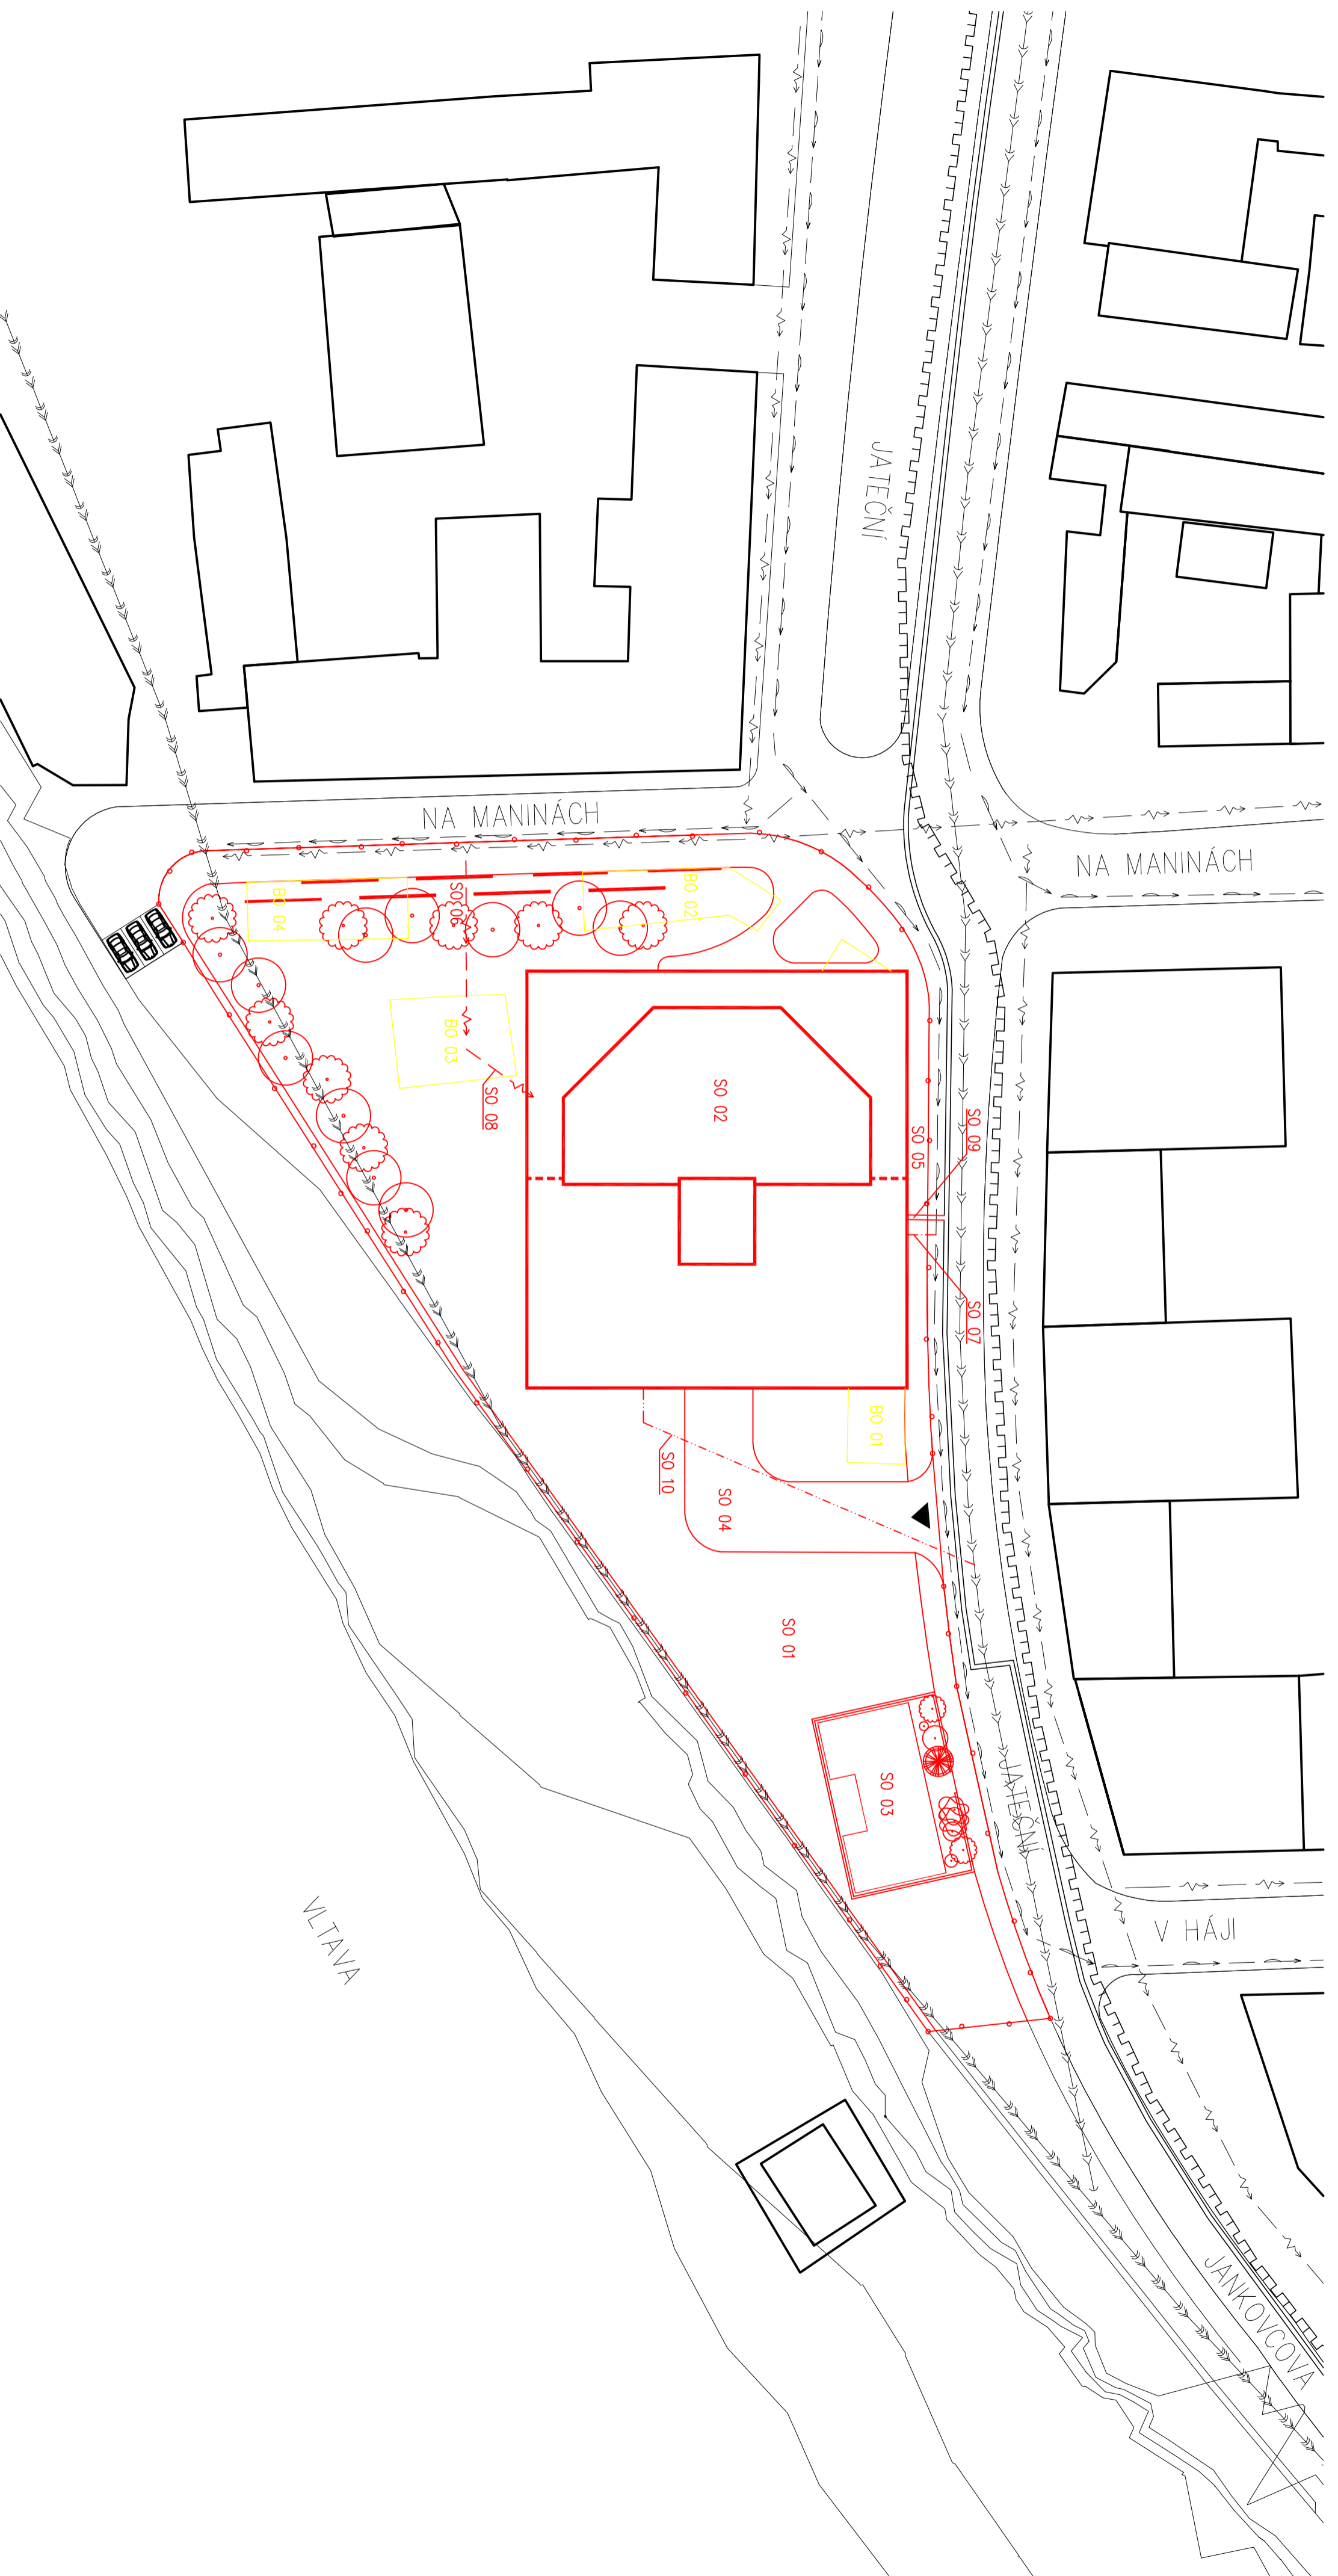 JATEČNÍ
NA MANINÁCH
NA MANINÁCH
BO 04
SO 06
BO 02
BO 03
SO 08
SO 02
SO 05
SO 09
SO 07
BO 01
SO 10
SO 04
SO 01
SO 03
JATEČNÍ
V HÁJI
VLTAVA
JANKOVCOVA